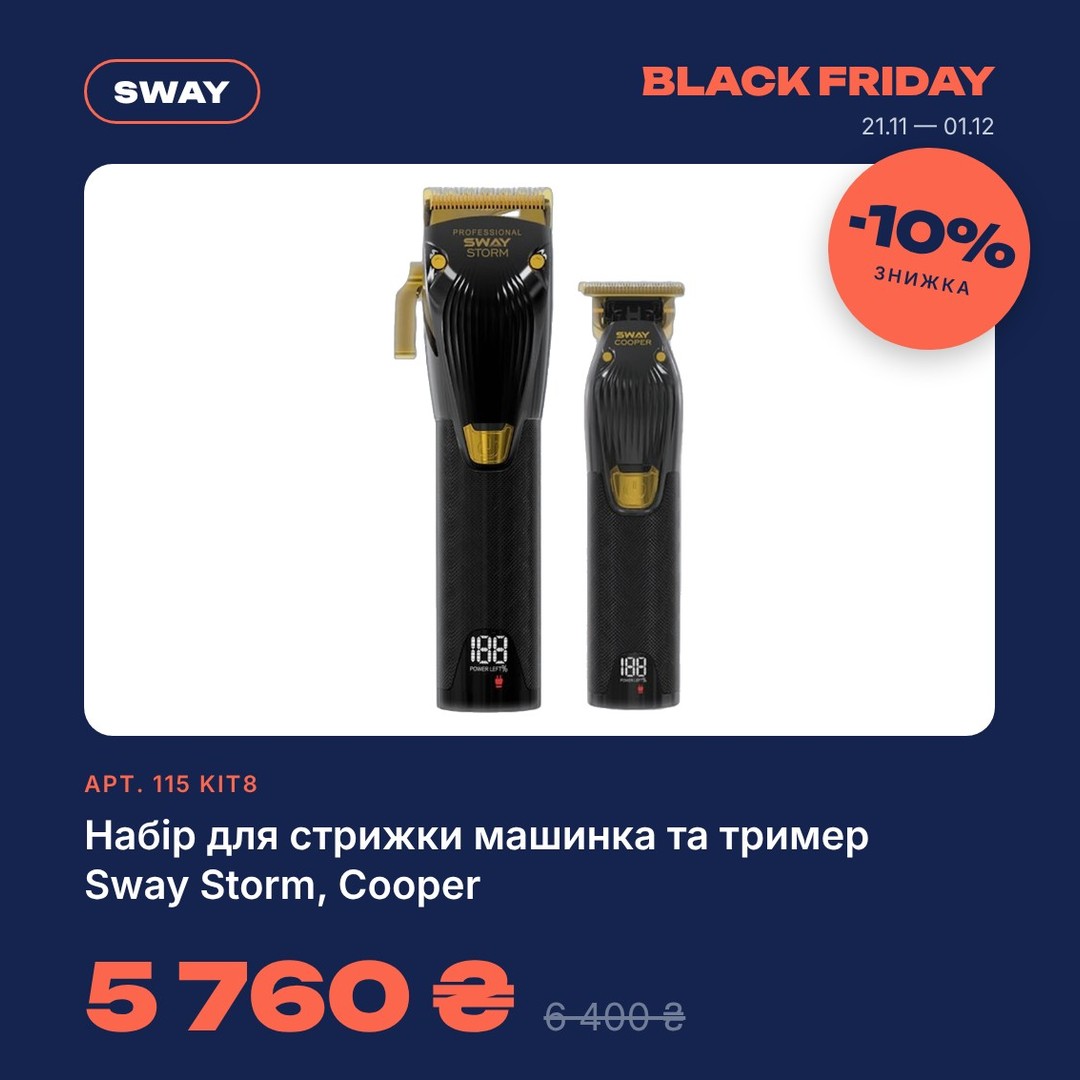 SWAY
BLACK FRIDAY
21.11 — 01.12
-10%
ЗНИЖКА
PROFESSIONAL
SWAY
STORM
SWAY
COOPER
188
POWER LEFT%
188
POWER LEFT%
АРТ. 115 KIT8
Набір для стрижки машинка та тример
Sway Storm, Cooper
5 760 ₴
6 400 ₴